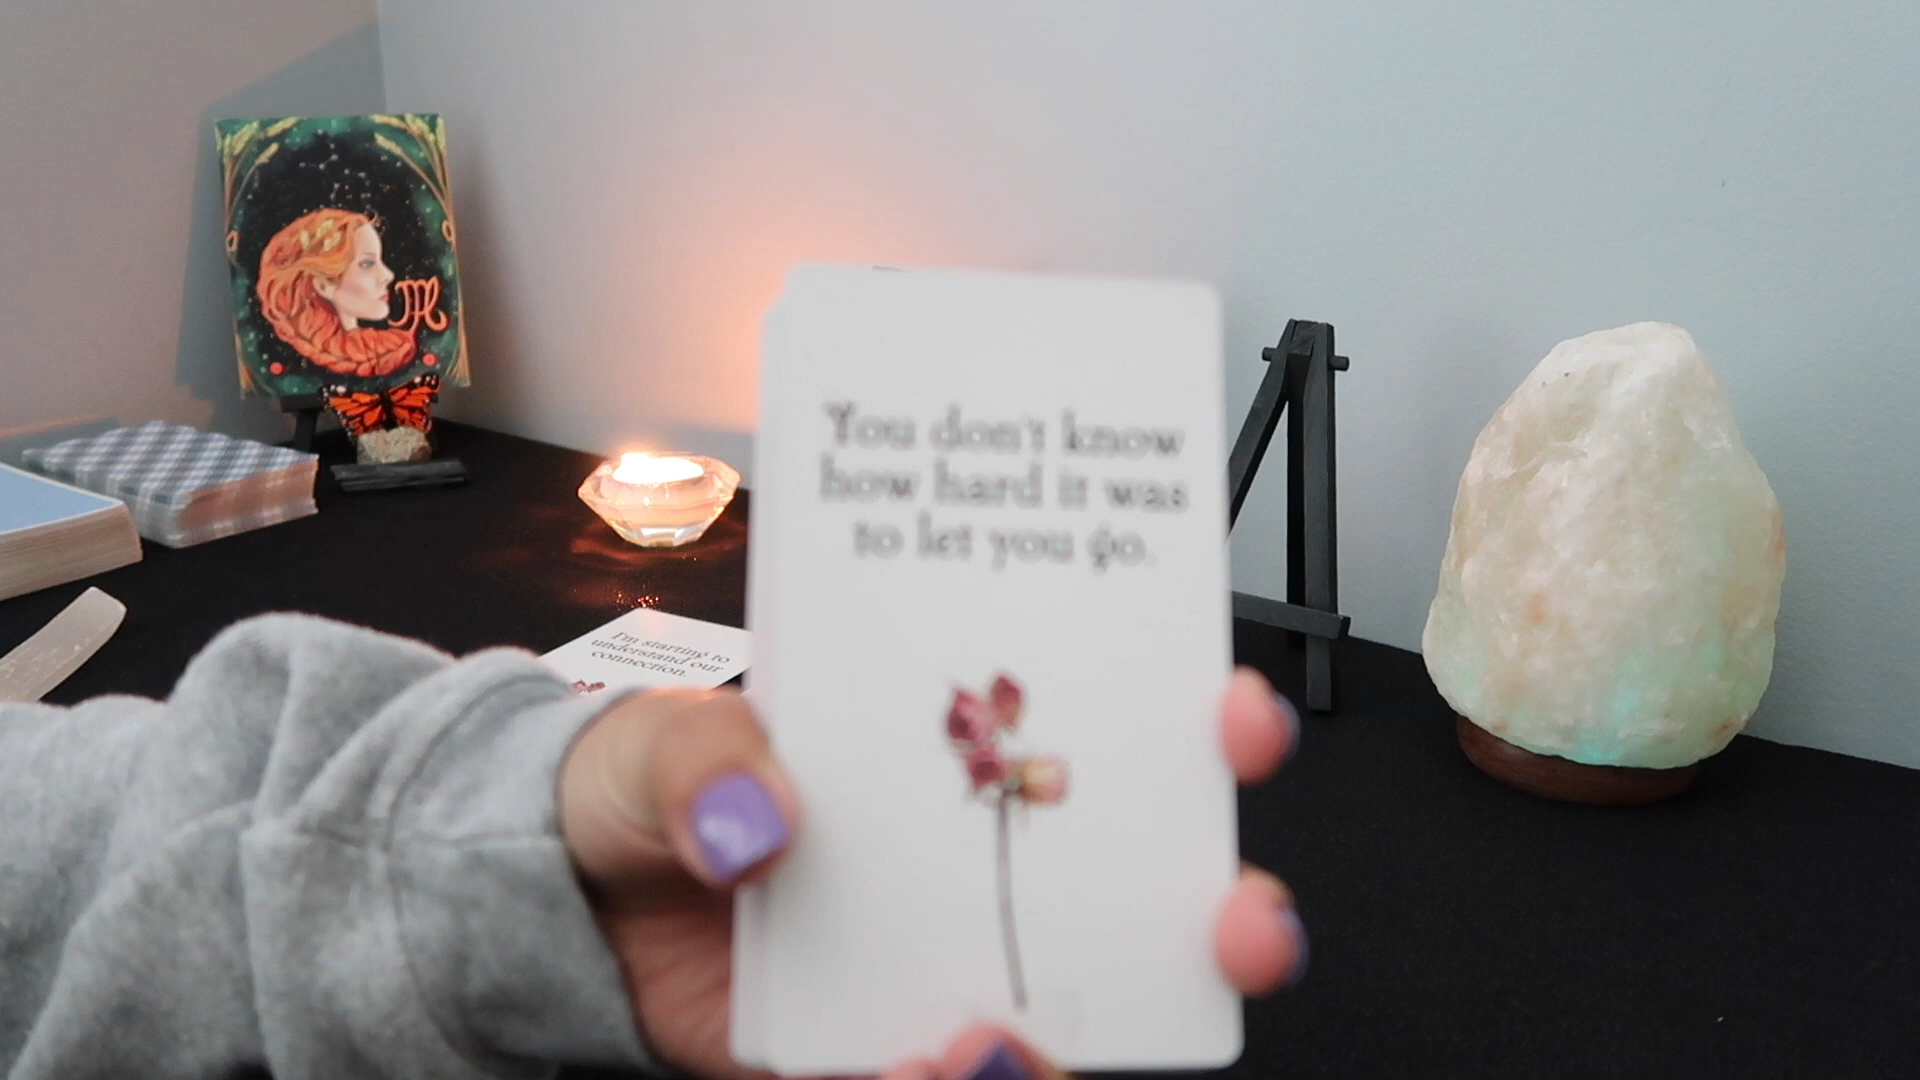 You don't know
how hard it was
to let you go.
I'm starting to
understand our
connection.